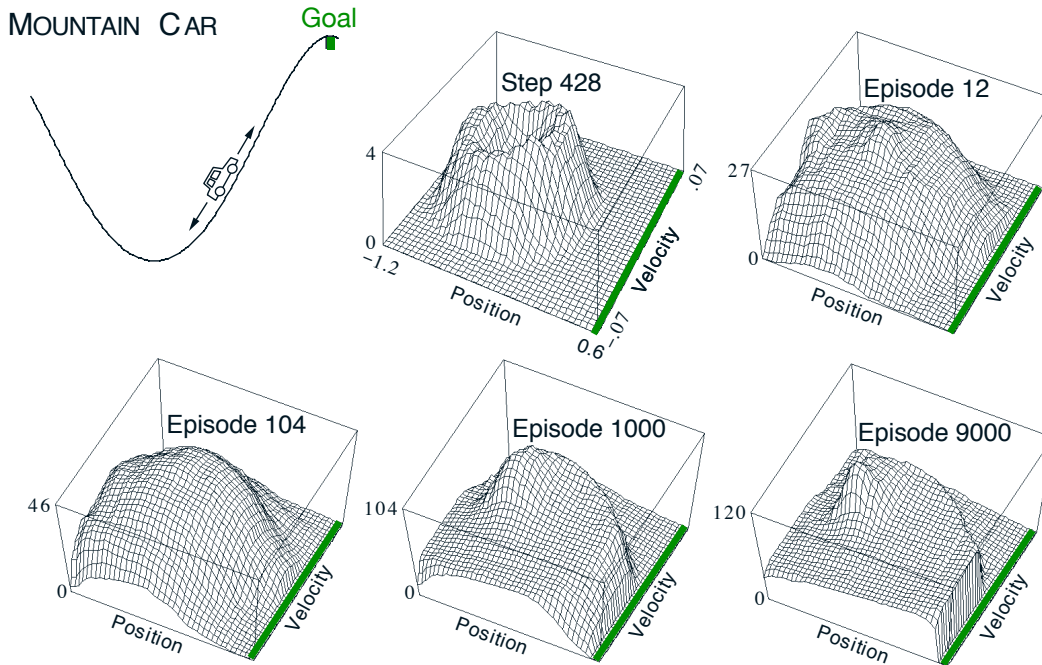 MOUNTAIN CAR
Goal
Step 428
4
0
−1.2
Position
0.6
Velocity
.07
−.07
Episode 12
27
0
Position
Velocity
Episode 104
46
0
Position
Velocity
Episode 1000
104
0
Position
Velocity
Episode 9000
120
0
Position
Velocity